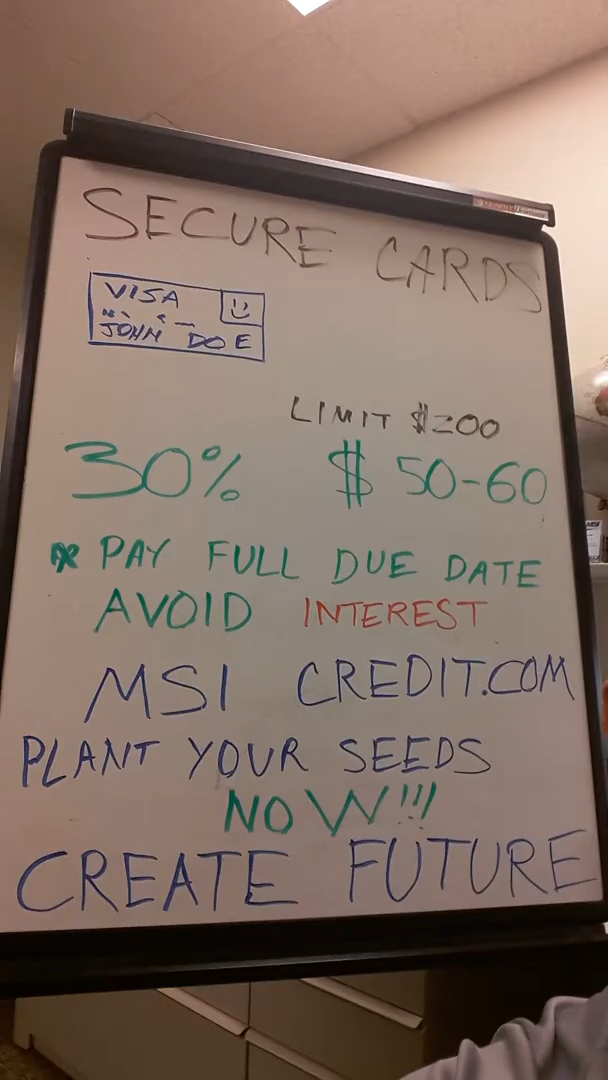 SECURE CARDS
VISA
JOHN DOE
LIMIT $200
30% $ 50-60
* PAY FULL DUE DATE
AVOID INTEREST
MSI CREDIT.COM
PLANT YOUR SEEDS
NOW!!!
CREATE FUTURE